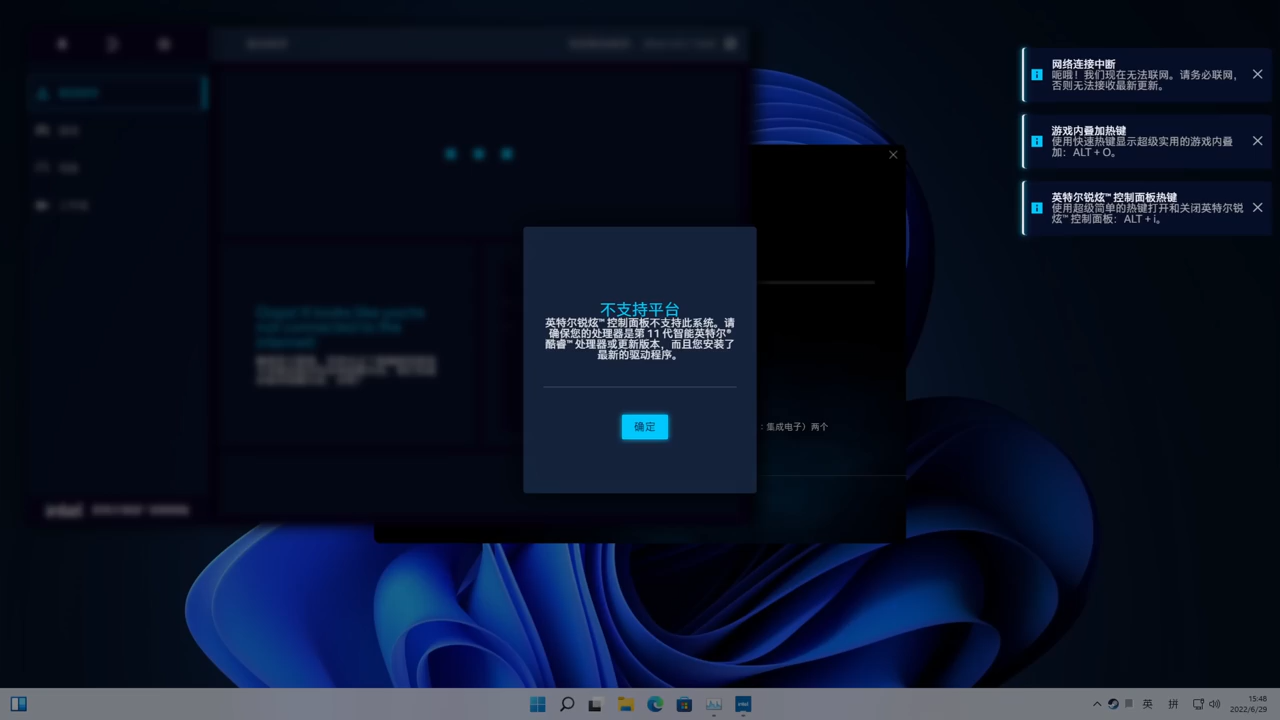 网络连接中断
呃哦！我们现在无法联网。请务必联网，
否则无法接收最新更新。
游戏内叠加热键
使用快速热键显示超级实用的游戏内叠
加：ALT + O。
英特尔锐炫™ 控制面板热键
使用超级简单的热键打开和关闭英特尔锐
炫™ 控制面板：ALT + i。
不支持平台
英特尔锐炫™ 控制面板不支持此系统。请
确保您的处理器是第 11 代智能英特尔®
酷睿™ 处理器或更新版本，而且您安装了
最新的驱动程序。
确定
：集成电子）两个
intel
英
拼
15:48
2022/6/29